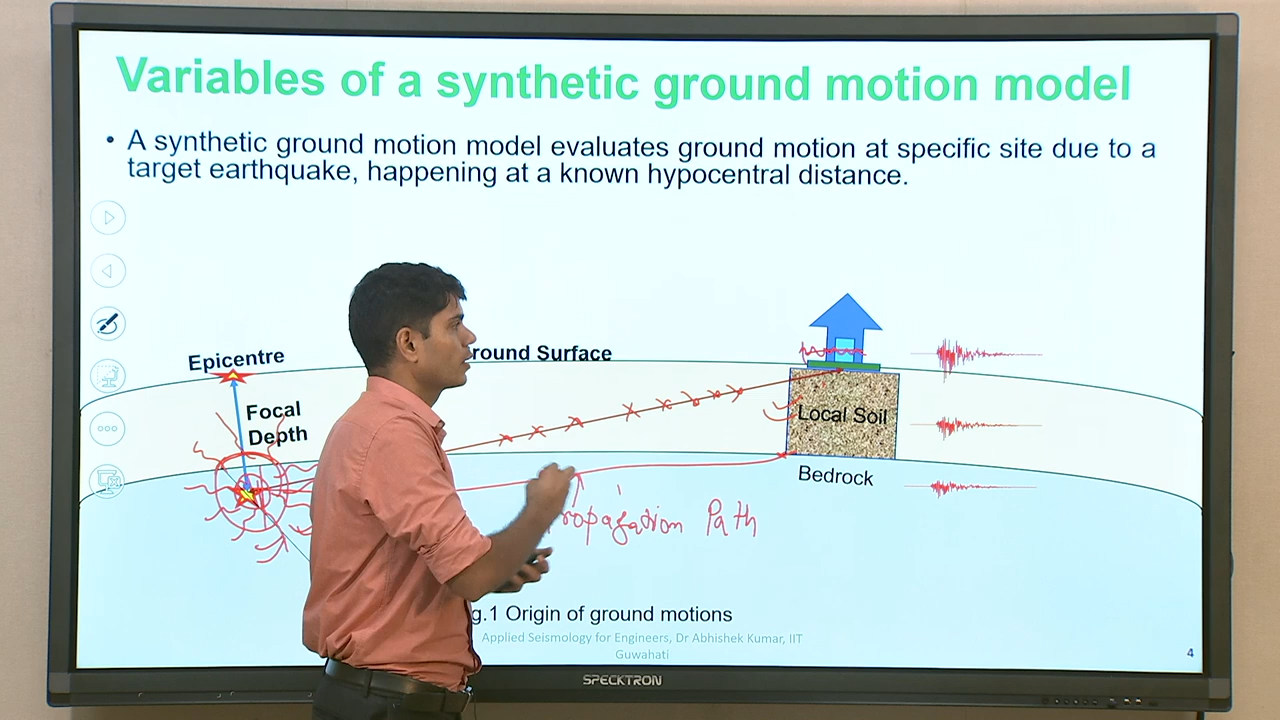 Variables of a synthetic ground motion model
• A synthetic ground motion model evaluates ground motion at specific site due to a
target earthquake, happening at a known hypocentral distance.
Epicentre
round Surface
Focal
Depth
Local Soil
Bedrock
ropagation Path
g.1 Origin of ground motions
Applied Seismology for Engineers, Dr Abhishek Kumar, IIT
Guwahati
4
SPECKTRON